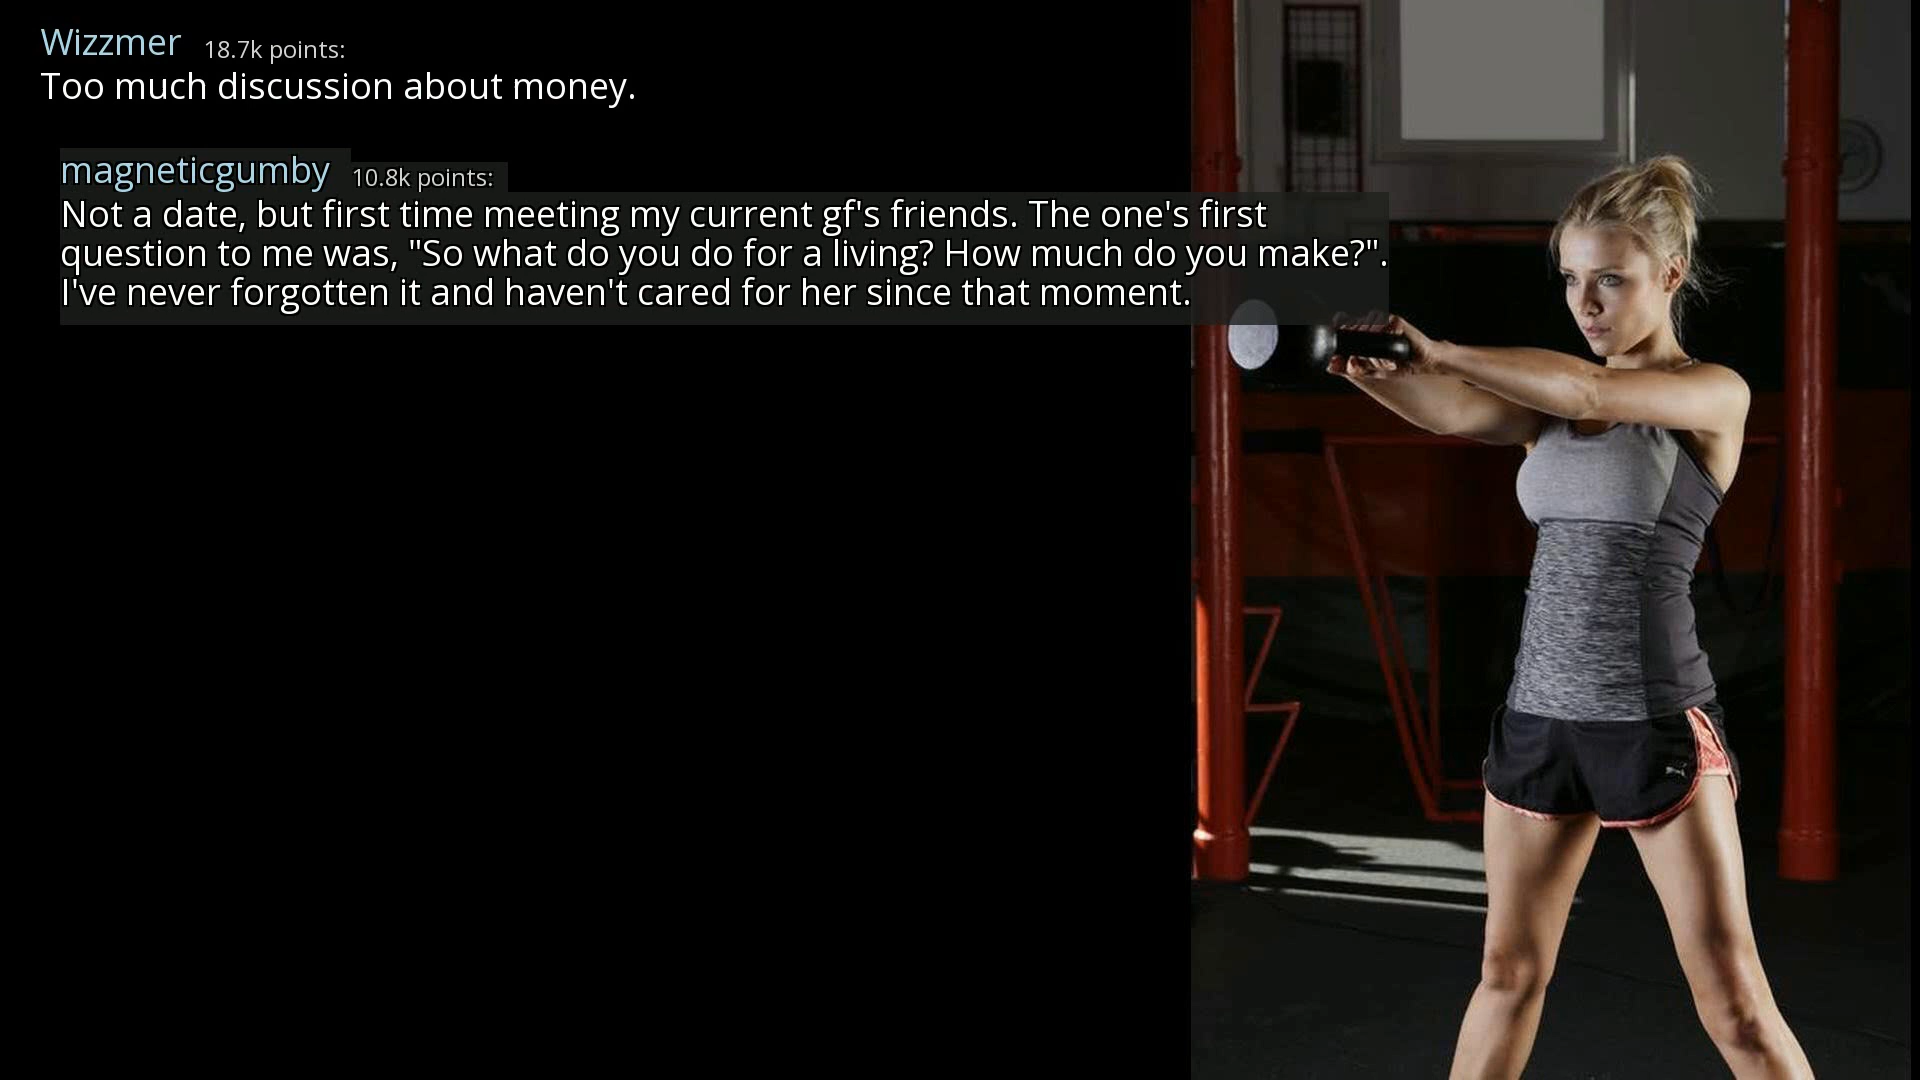 Wizzmer 18.7k points:
Too much discussion about money.
magneticgumby 10.8k points:
Not a date, but first time meeting my current gf's friends. The one's first
question to me was, "So what do you do for a living? How much do you make?".
I've never forgotten it and haven't cared for her since that moment.